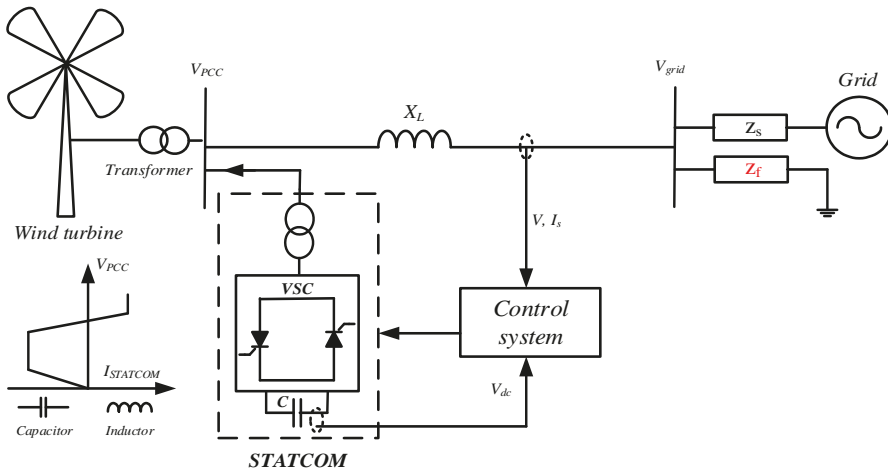 V_PCC
V_grid
Grid
X_L
Z_s
Z_f
Transformer
Wind turbine
V, I_s
V_PCC
VSC
Control
system
I_STATCOM
V_dc
C
Capacitor
Inductor
STATCOM